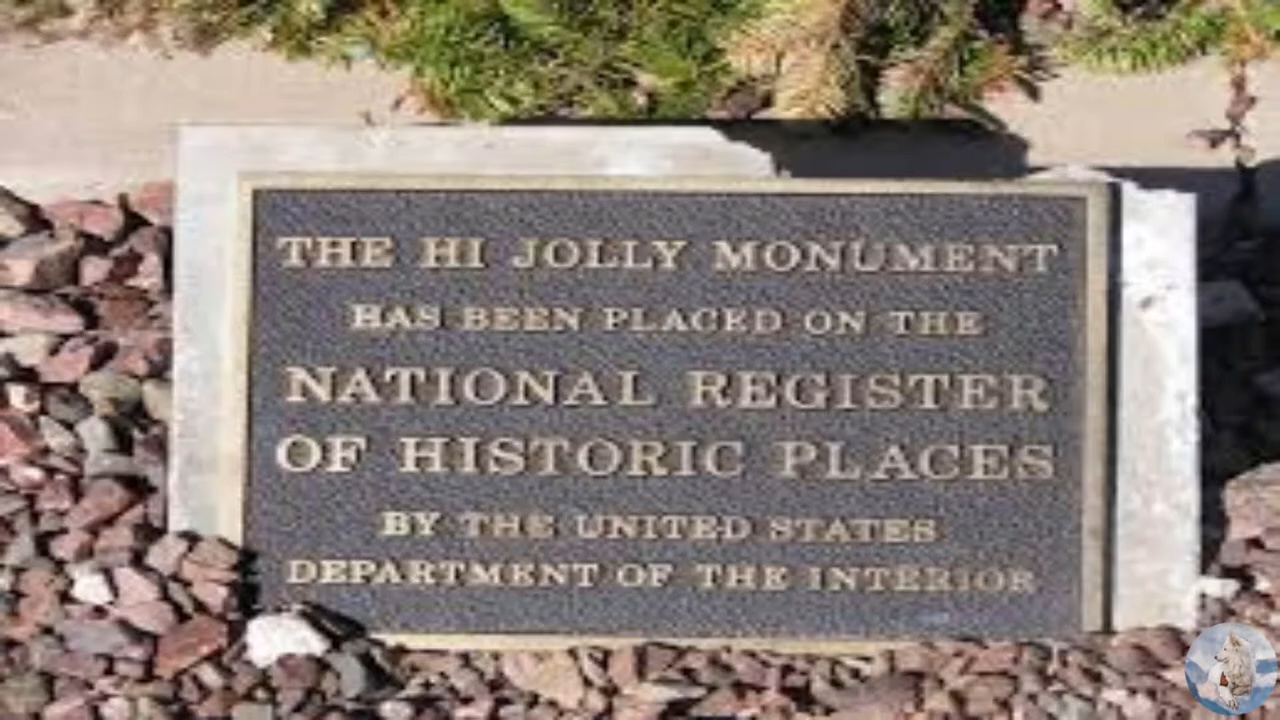 THE HI JOLLY MONUMENT
HAS BEEN PLACED ON THE
NATIONAL REGISTER
OF HISTORIC PLACES
BY THE UNITED STATES
DEPARTMENT OF THE INTERIOR